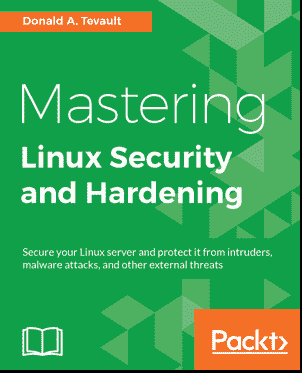 Donald A. Tevault
Mastering
Linux Security
and Hardening
Secure your Linux server and protect it from intruders,
malware attacks, and other external threats
Packt>